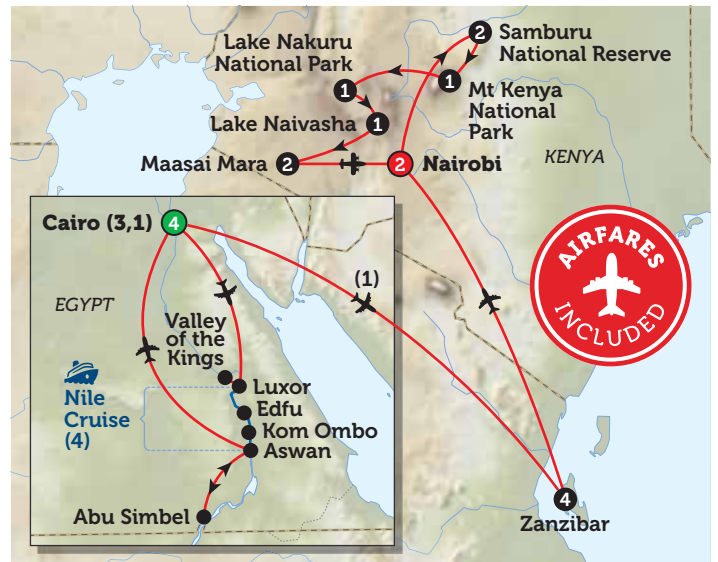 Lake Nakuru
National Park
2
Samburu
National Reserve
1
1
Mt Kenya
National
Park
Lake Naivasha
1
Maasai Mara
2
2
Nairobi
KENYA
AIRFARES
INCLUDED
Cairo (3,1)
4
(1)
EGYPT
Valley
of the
Kings
Nile
Cruise
(4)
Luxor
Edfu
Kom Ombo
Aswan
Abu Simbel
4
Zanzibar